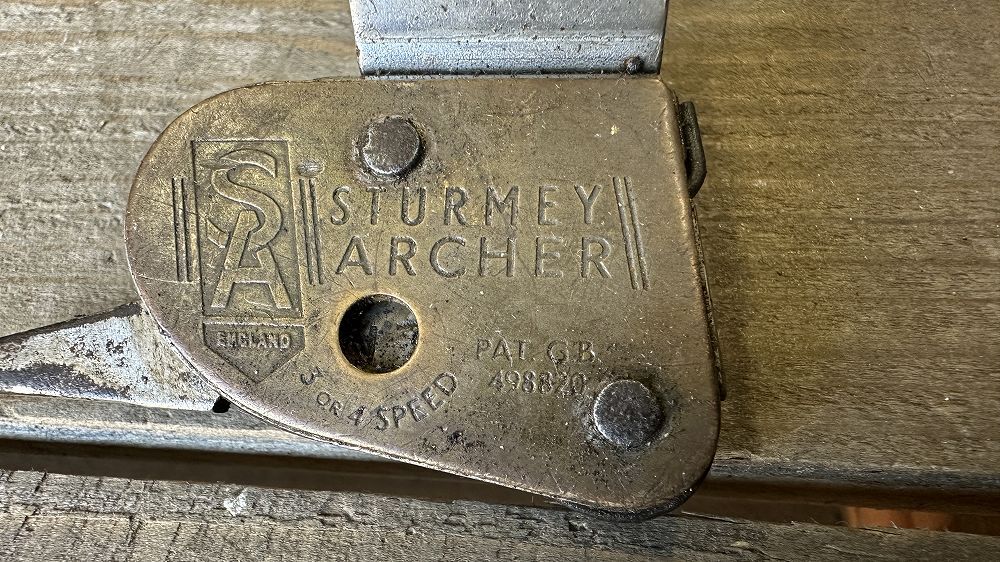 SA
ENGLAND
STURMEY
ARCHER
3 OR 4 SPEED
PAT. G.B.
498820